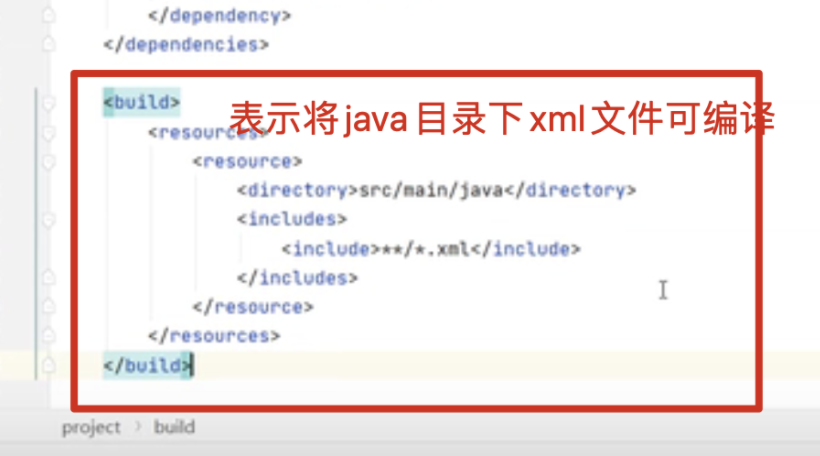 </dependency>
</dependencies>
<build>
表示将java目录下xml文件可编译
<resources>
<resource>
<directory>src/main/java</directory>
<includes>
<include>**/*.xml</include>
</includes>
</resource>
</resources>
</build>
project › build